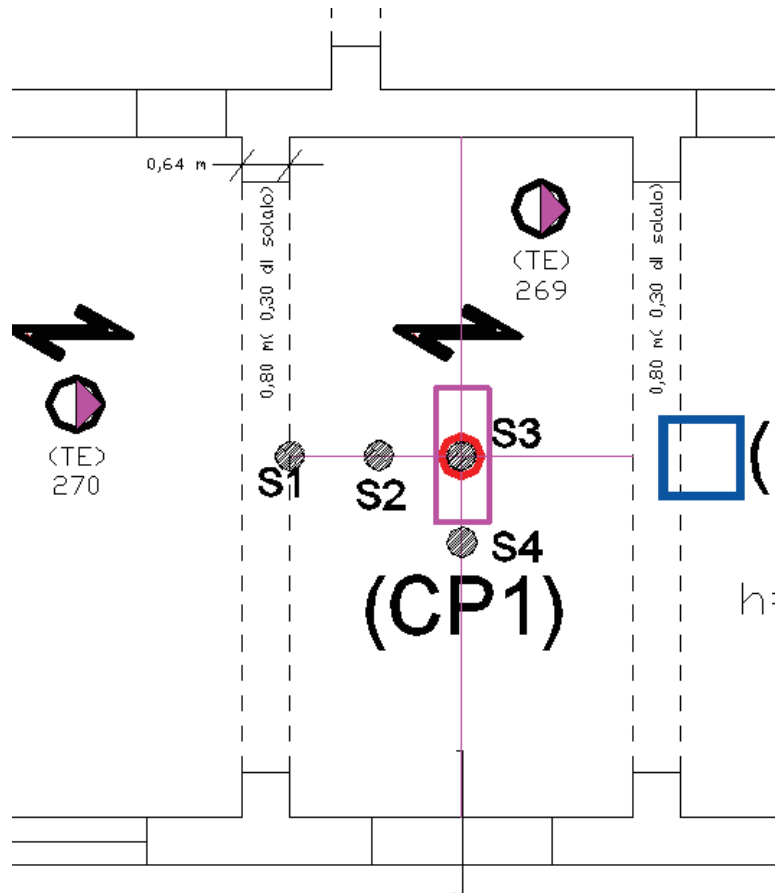 0,64 m
0,80 m( 0,30 di solaio)
0,80 m( 0,30 di solaio)
(TE)
269
(TE)
270
S1
S2
S3
S4
(CP1)
(
h=